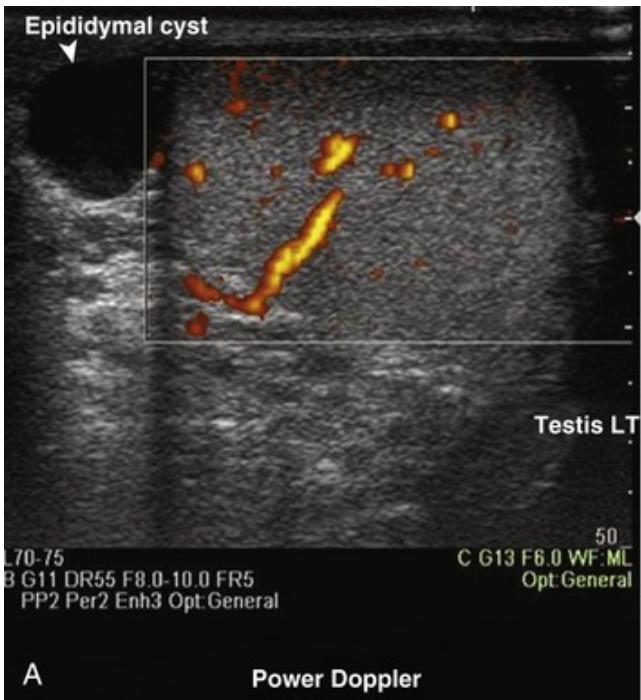 Epididymal cyst
Testis LT
50
L70-75
C G13 F6.0 WF:ML
B G11 DR55 F8.0-10.0 FR5
Opt:General
PP2 Per2 Enh3 Opt:General
A
Power Doppler